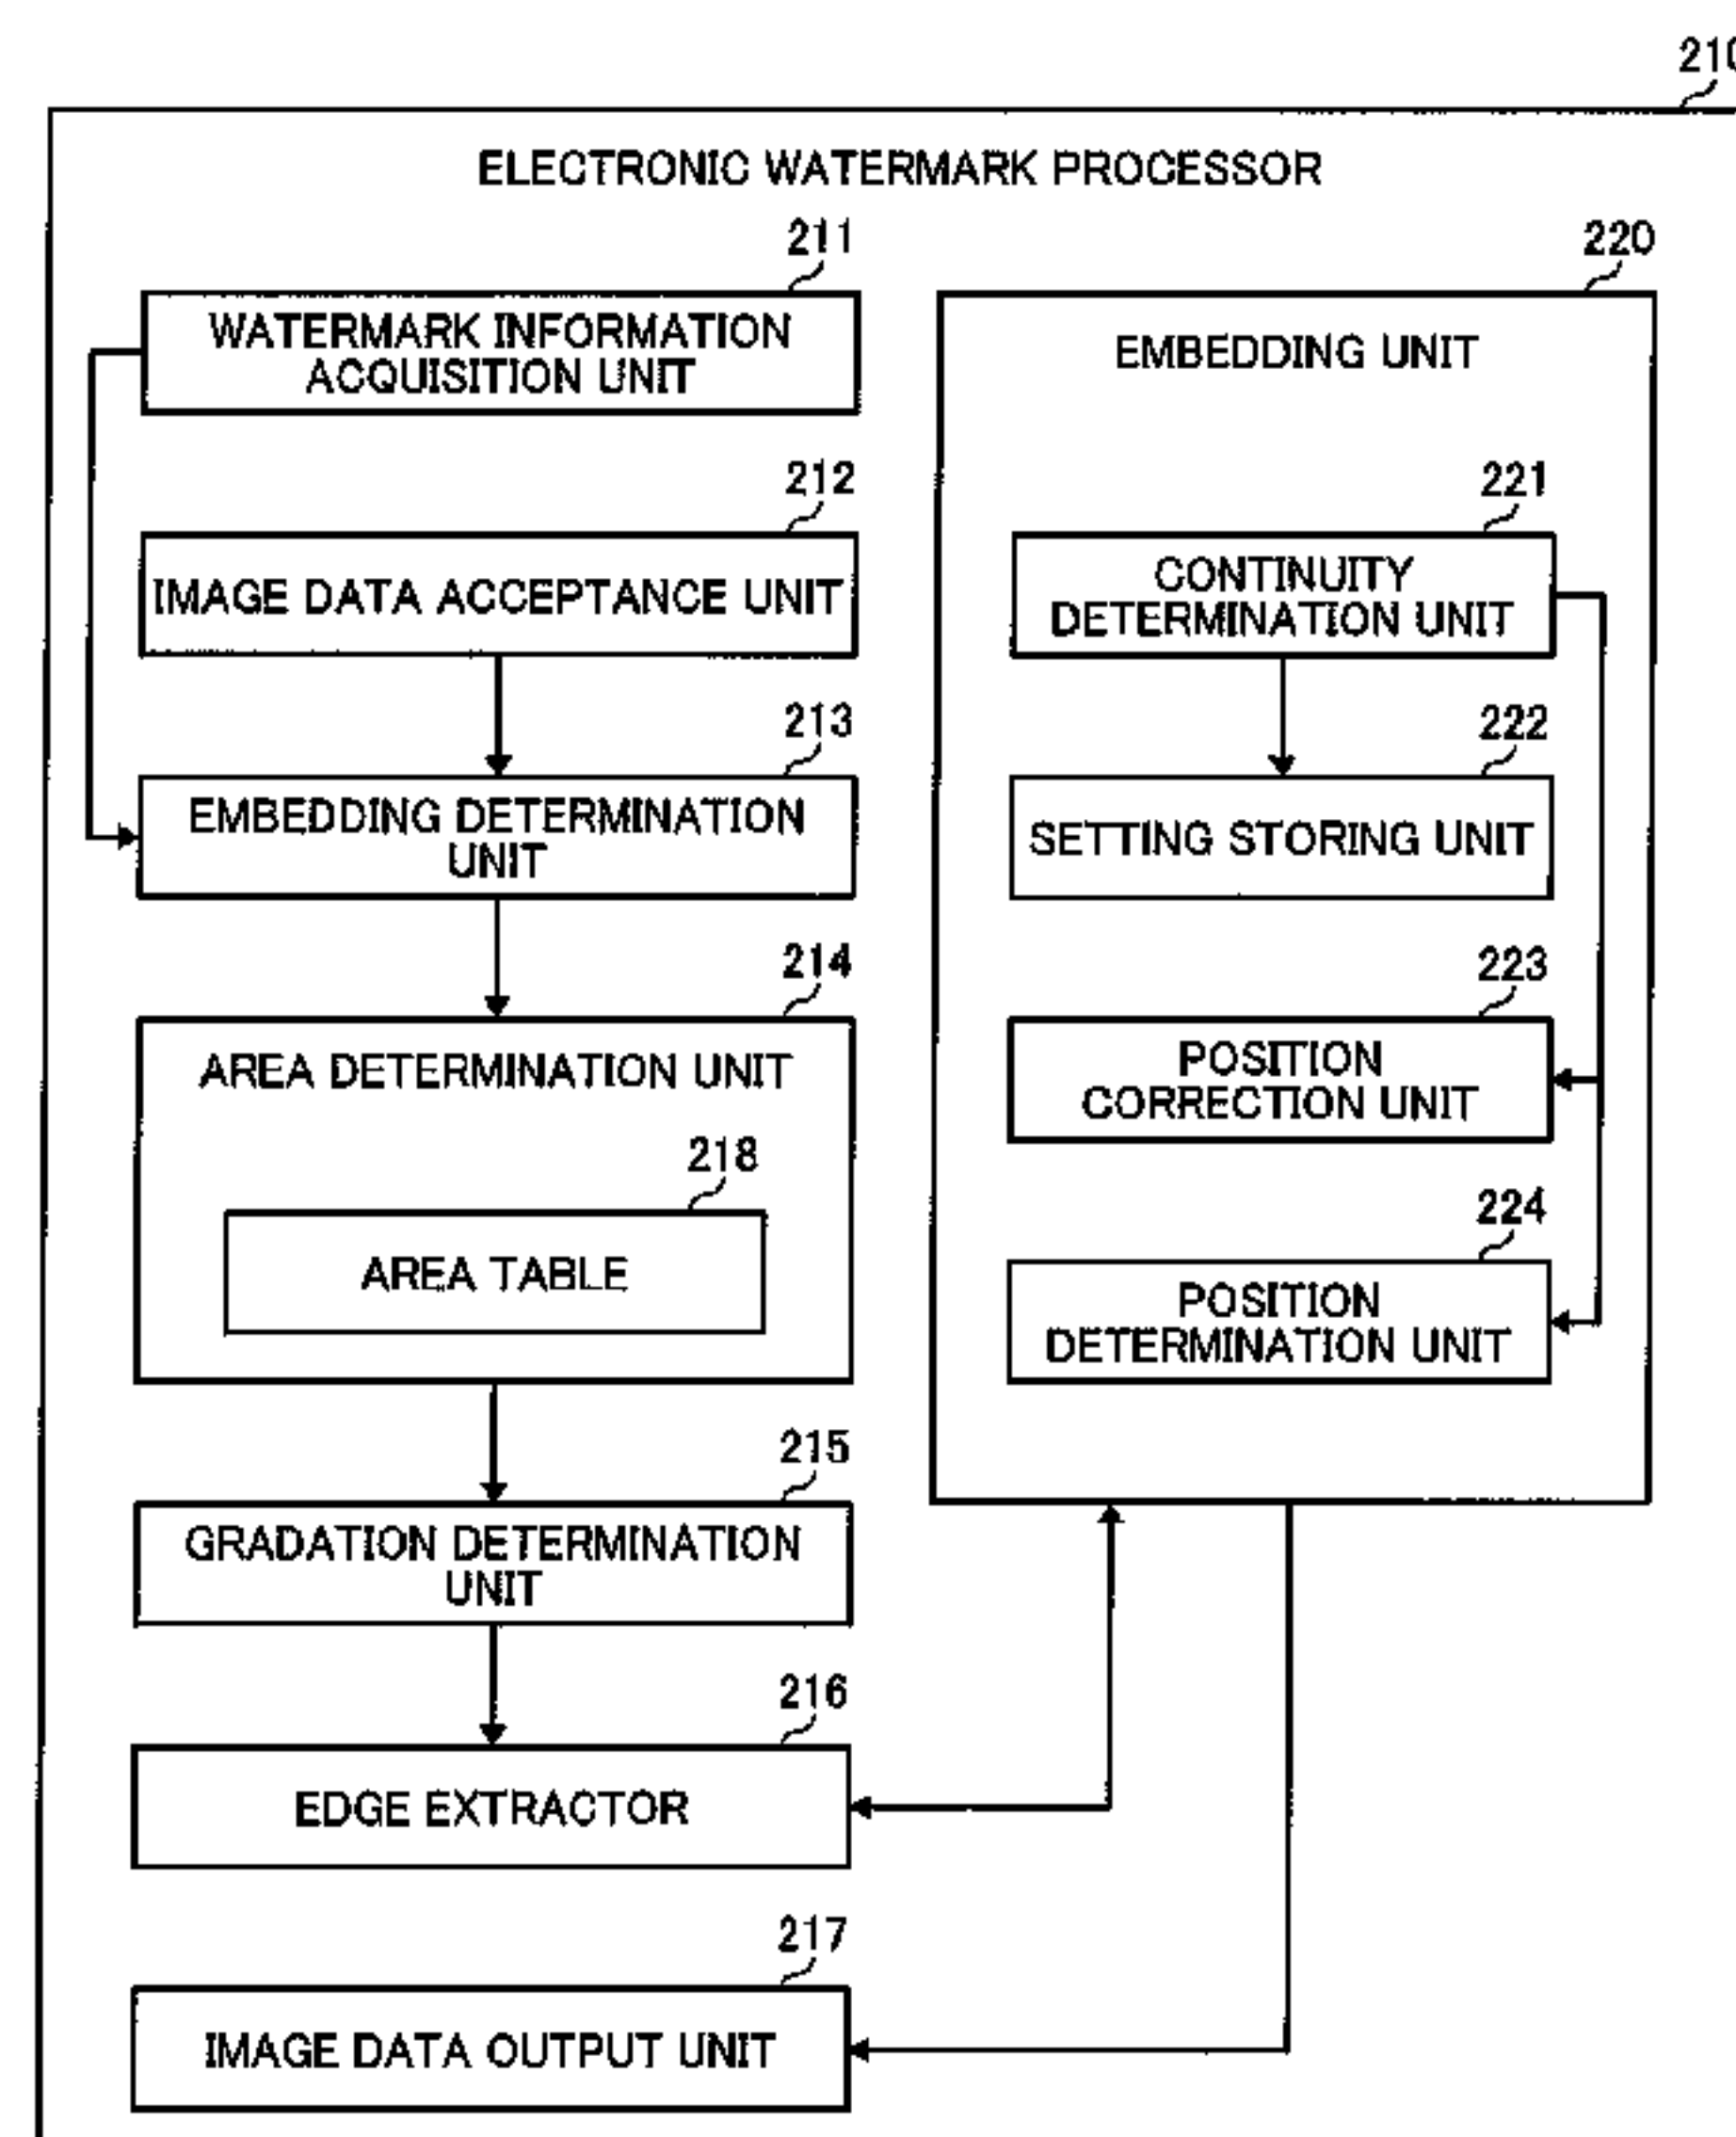 210
ELECTRONIC WATERMARK PROCESSOR
211
WATERMARK INFORMATION
ACQUISITION UNIT
212
IMAGE DATA ACCEPTANCE UNIT
213
EMBEDDING DETERMINATION
UNIT
214
AREA DETERMINATION UNIT
218
AREA TABLE
215
GRADATION DETERMINATION
UNIT
216
EDGE EXTRACTOR
217
IMAGE DATA OUTPUT UNIT
220
EMBEDDING UNIT
221
CONTINUITY
DETERMINATION UNIT
222
SETTING STORING UNIT
223
POSITION
CORRECTION UNIT
224
POSITION
DETERMINATION UNIT